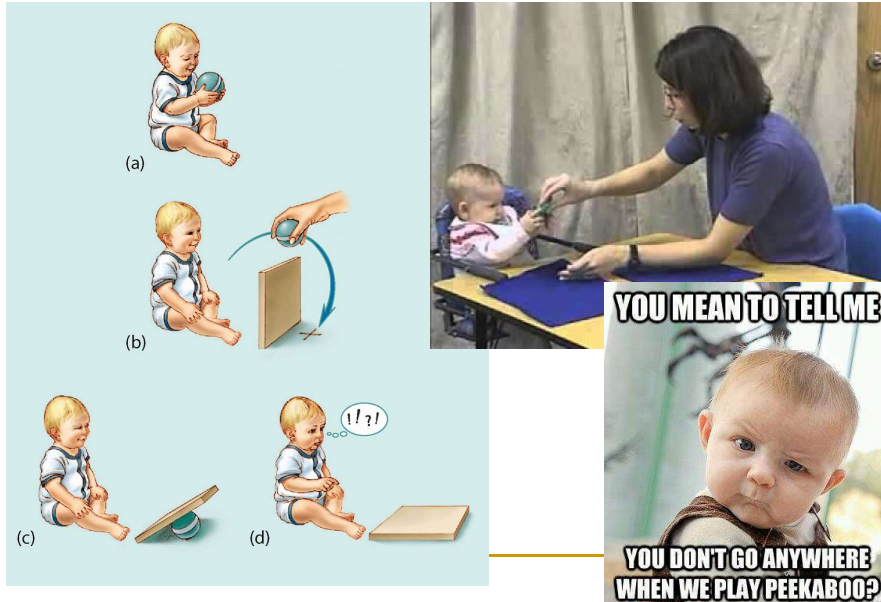 (a)
(b)
(c)
!!?!
(d)
YOU MEAN TO TELL ME
YOU DON'T GO ANYWHERE
WHEN WE PLAY PEEKABOO?